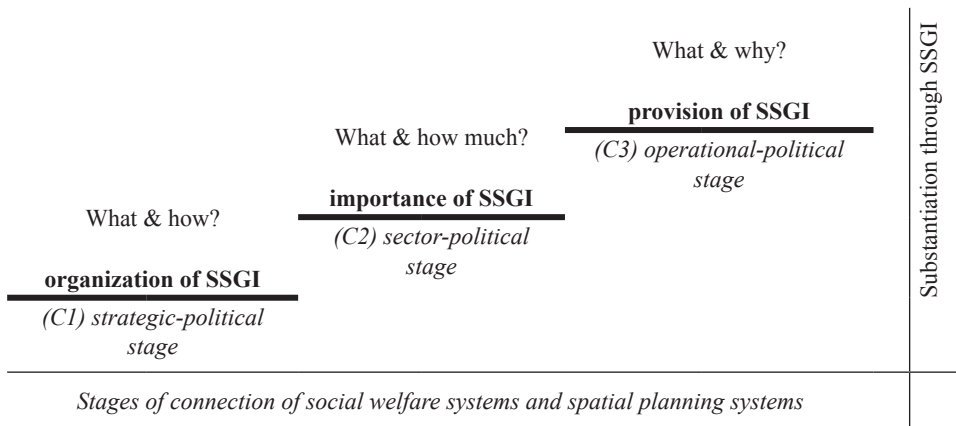 What & why?
provision of SSGI
(C3) operational-political
stage
What & how much?
importance of SSGI
(C2) sector-political
stage
What & how?
organization of SSGI
(C1) strategic-political
stage
Substantiation through SSGI
Stages of connection of social welfare systems and spatial planning systems